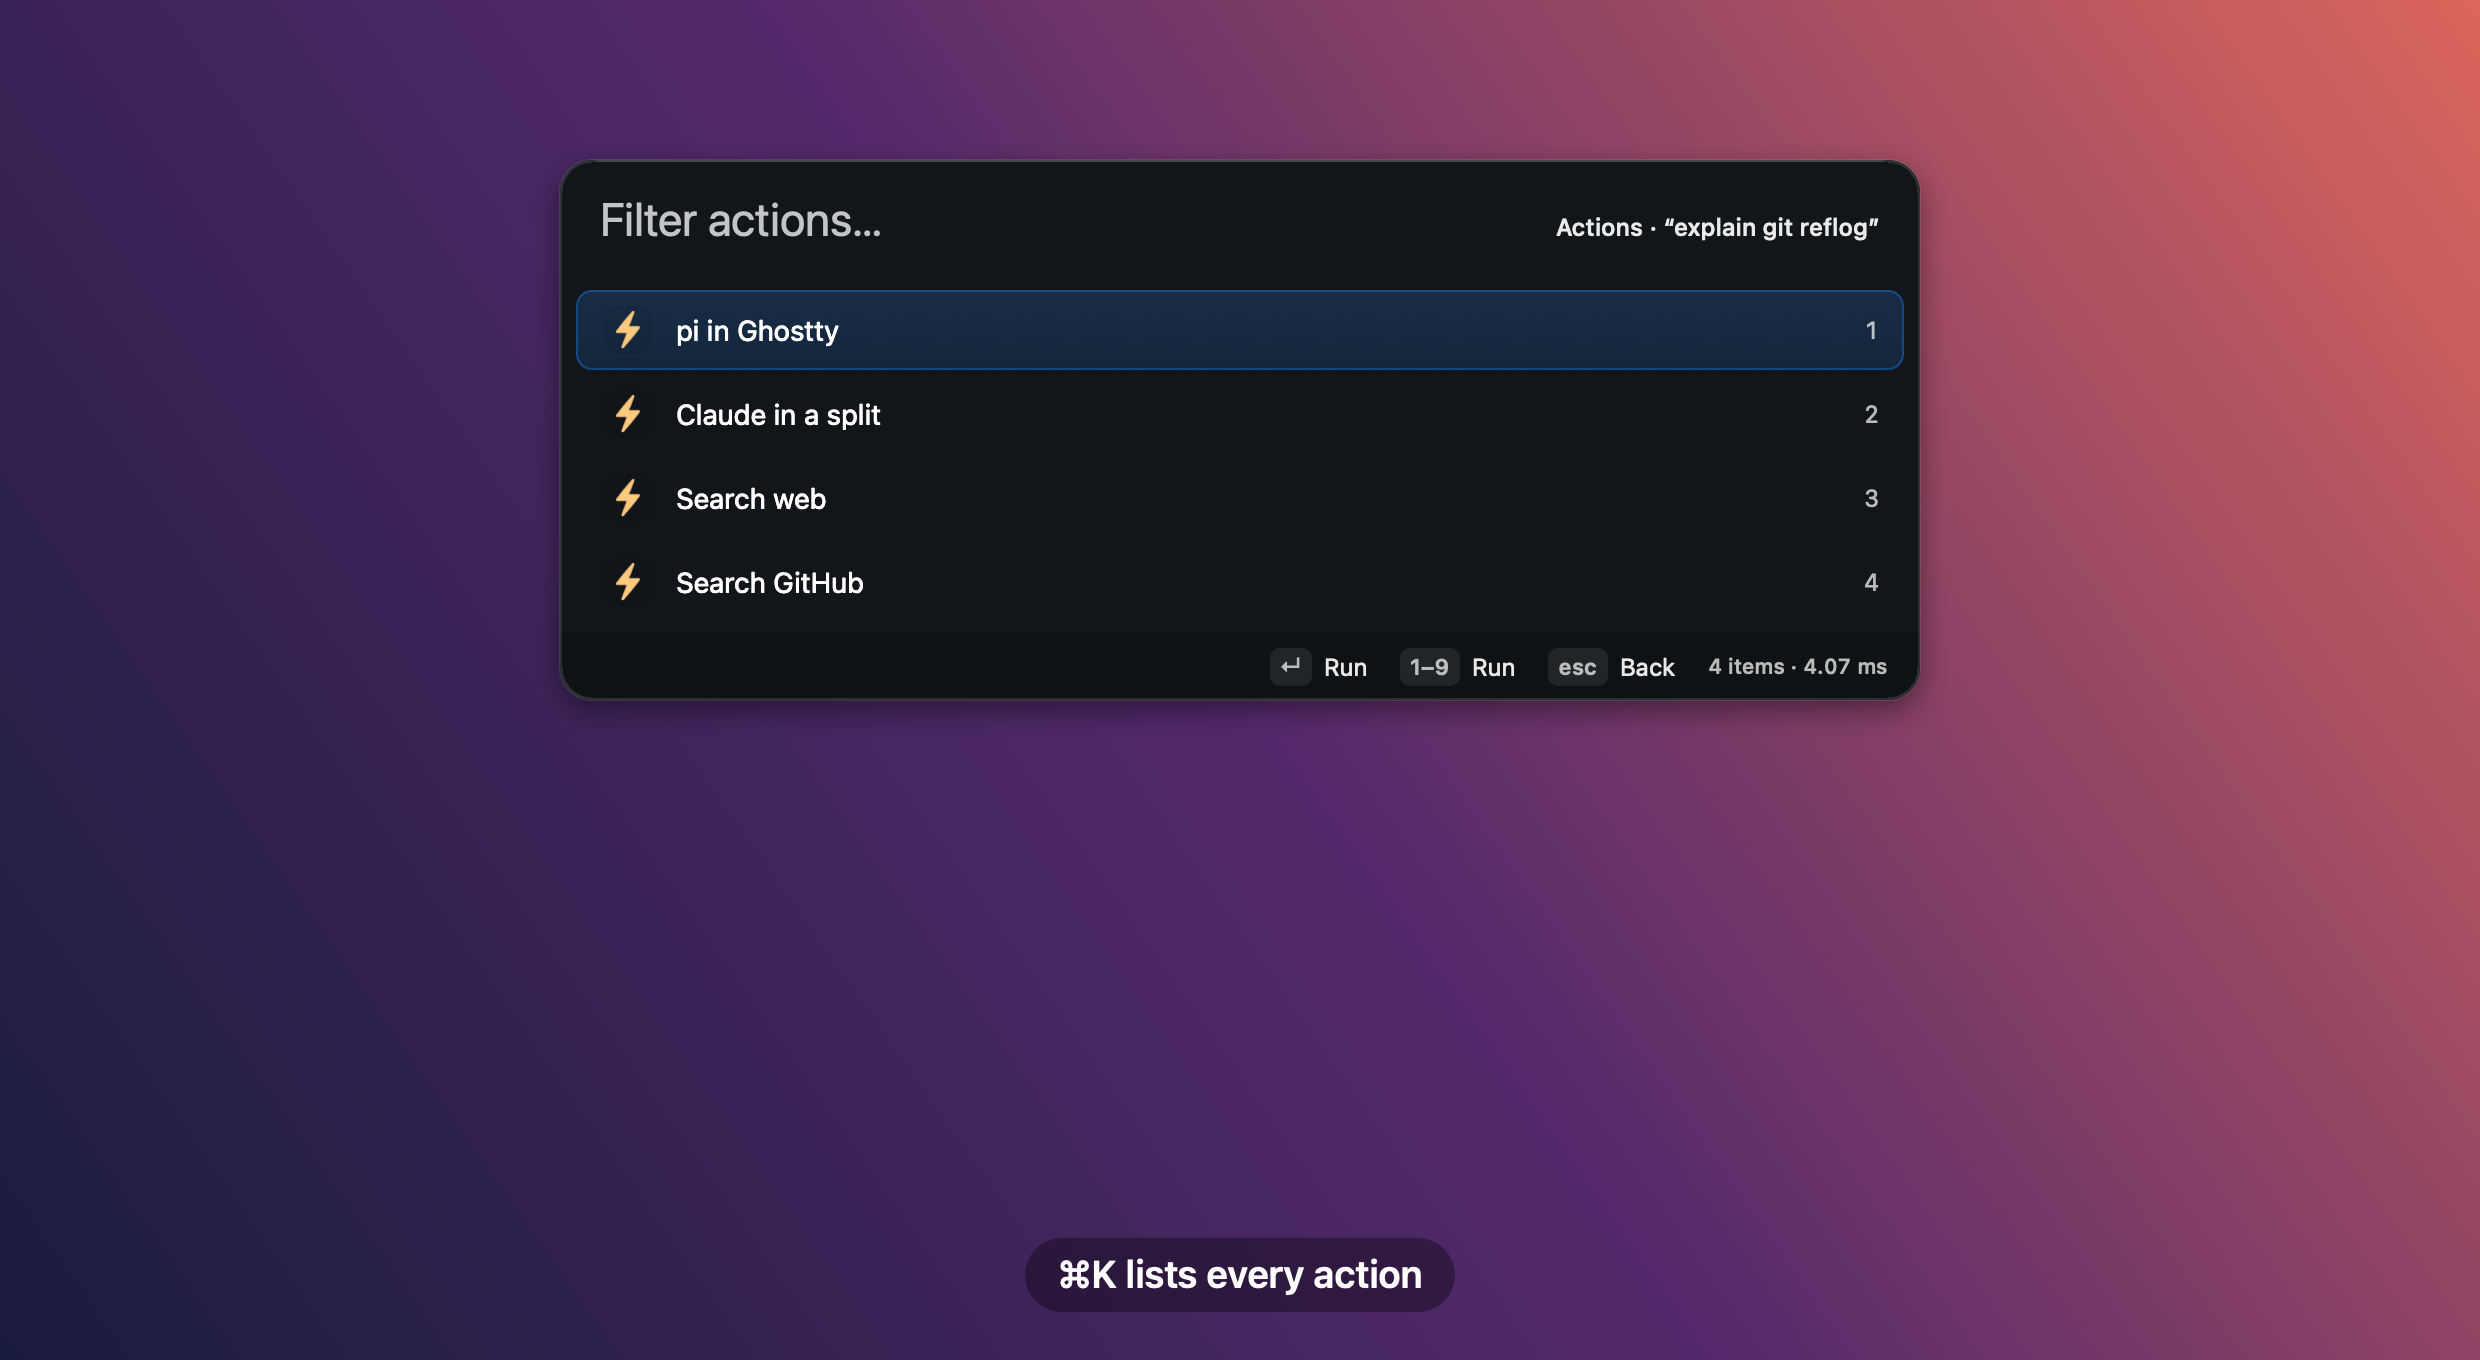 Filter actions...
Actions · “explain git reflog”
pi in Ghostty 1
Claude in a split 2
Search web 3
Search GitHub 4
↵ Run 1–9 Run esc Back 4 items · 4.07 ms
⌘K lists every action